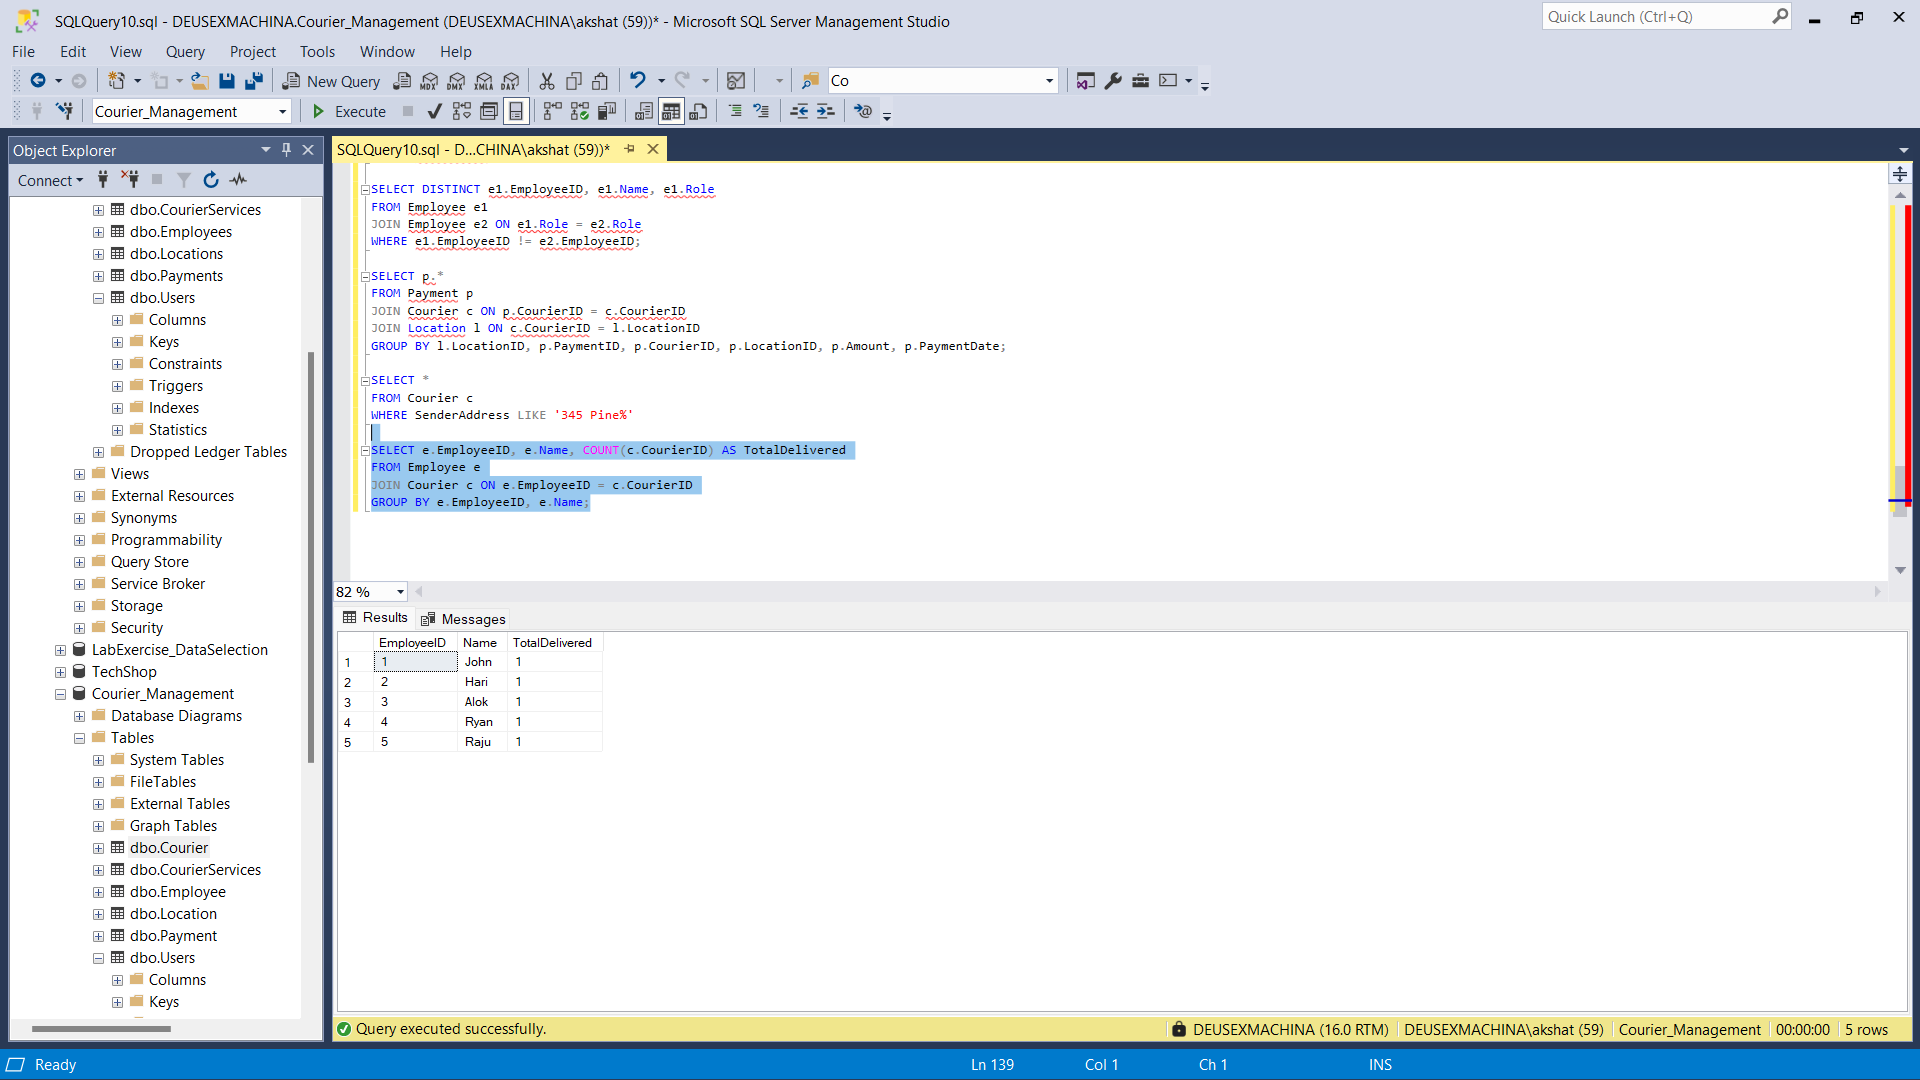 SQLQuery10.sql - DEUSEXMACHINA.Courier_Management (DEUSEXMACHINA\akshat (59))* - Microsoft SQL Server Management Studio
Quick Launch (Ctrl+Q)
File Edit View Query Project Tools Window Help
New Query MDX DMX XMLA DAX Co
Courier_Management Execute
Object Explorer
Connect
dbo.CourierServices
dbo.Employees
dbo.Locations
dbo.Payments
dbo.Users
Columns
Keys
Constraints
Triggers
Indexes
Statistics
Dropped Ledger Tables
Views
External Resources
Synonyms
Programmability
Query Store
Service Broker
Storage
Security
LabExercise_DataSelection
TechShop
Courier_Management
Database Diagrams
Tables
System Tables
FileTables
External Tables
Graph Tables
dbo.Courier
dbo.CourierServices
dbo.Employee
dbo.Location
dbo.Payment
dbo.Users
Columns
Keys
SQLQuery10.sql - D...CHINA\akshat (59))*
SELECT DISTINCT e1.EmployeeID, e1.Name, e1.Role
FROM Employee e1
JOIN Employee e2 ON e1.Role = e2.Role
WHERE e1.EmployeeID != e2.EmployeeID;
SELECT p.*
FROM Payment p
JOIN Courier c ON p.CourierID = c.CourierID
JOIN Location l ON c.CourierID = l.LocationID
GROUP BY l.LocationID, p.PaymentID, p.CourierID, p.LocationID, p.Amount, p.PaymentDate;
SELECT *
FROM Courier c
WHERE SenderAddress LIKE '345 Pine%'
SELECT e.EmployeeID, e.Name, COUNT(c.CourierID) AS TotalDelivered
FROM Employee e
JOIN Courier c ON e.EmployeeID = c.CourierID
GROUP BY e.EmployeeID, e.Name;
82 %
Results Messages
EmployeeID Name TotalDelivered
1 1 John 1
2 2 Hari 1
3 3 Alok 1
4 4 Ryan 1
5 5 Raju 1
Query executed successfully.
DEUSEXMACHINA (16.0 RTM) DEUSEXMACHINA\akshat (59) Courier_Management 00:00:00 5 rows
Ready Ln 139 Col 1 Ch 1 INS